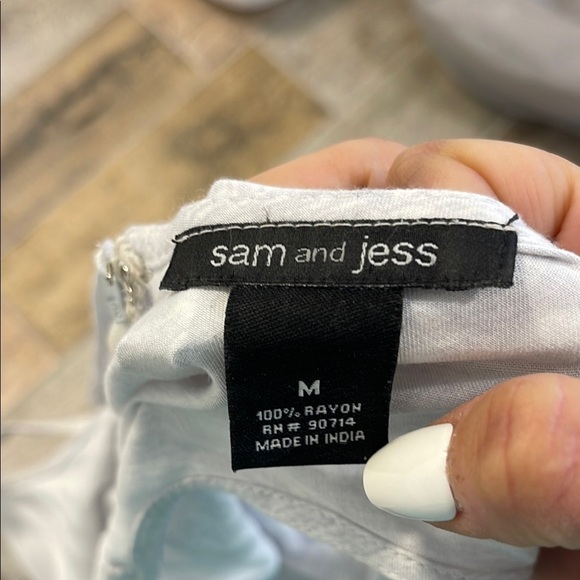 sam and jess
M
100% RAYON
RN# 90714
MADE IN INDIA